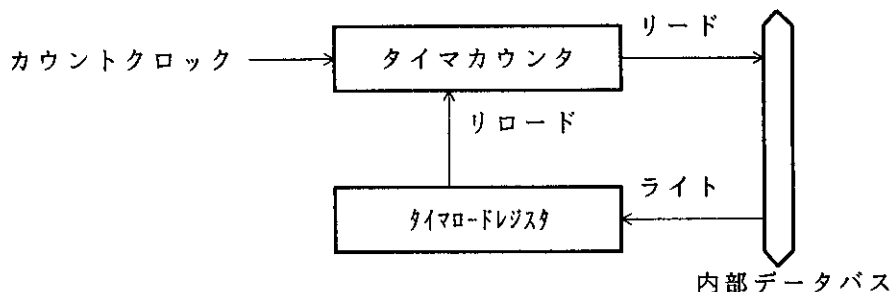 リード
カウントクロック
タイマカウンタ
リロード
ライト
タイマロードレジスタ
内部データバス